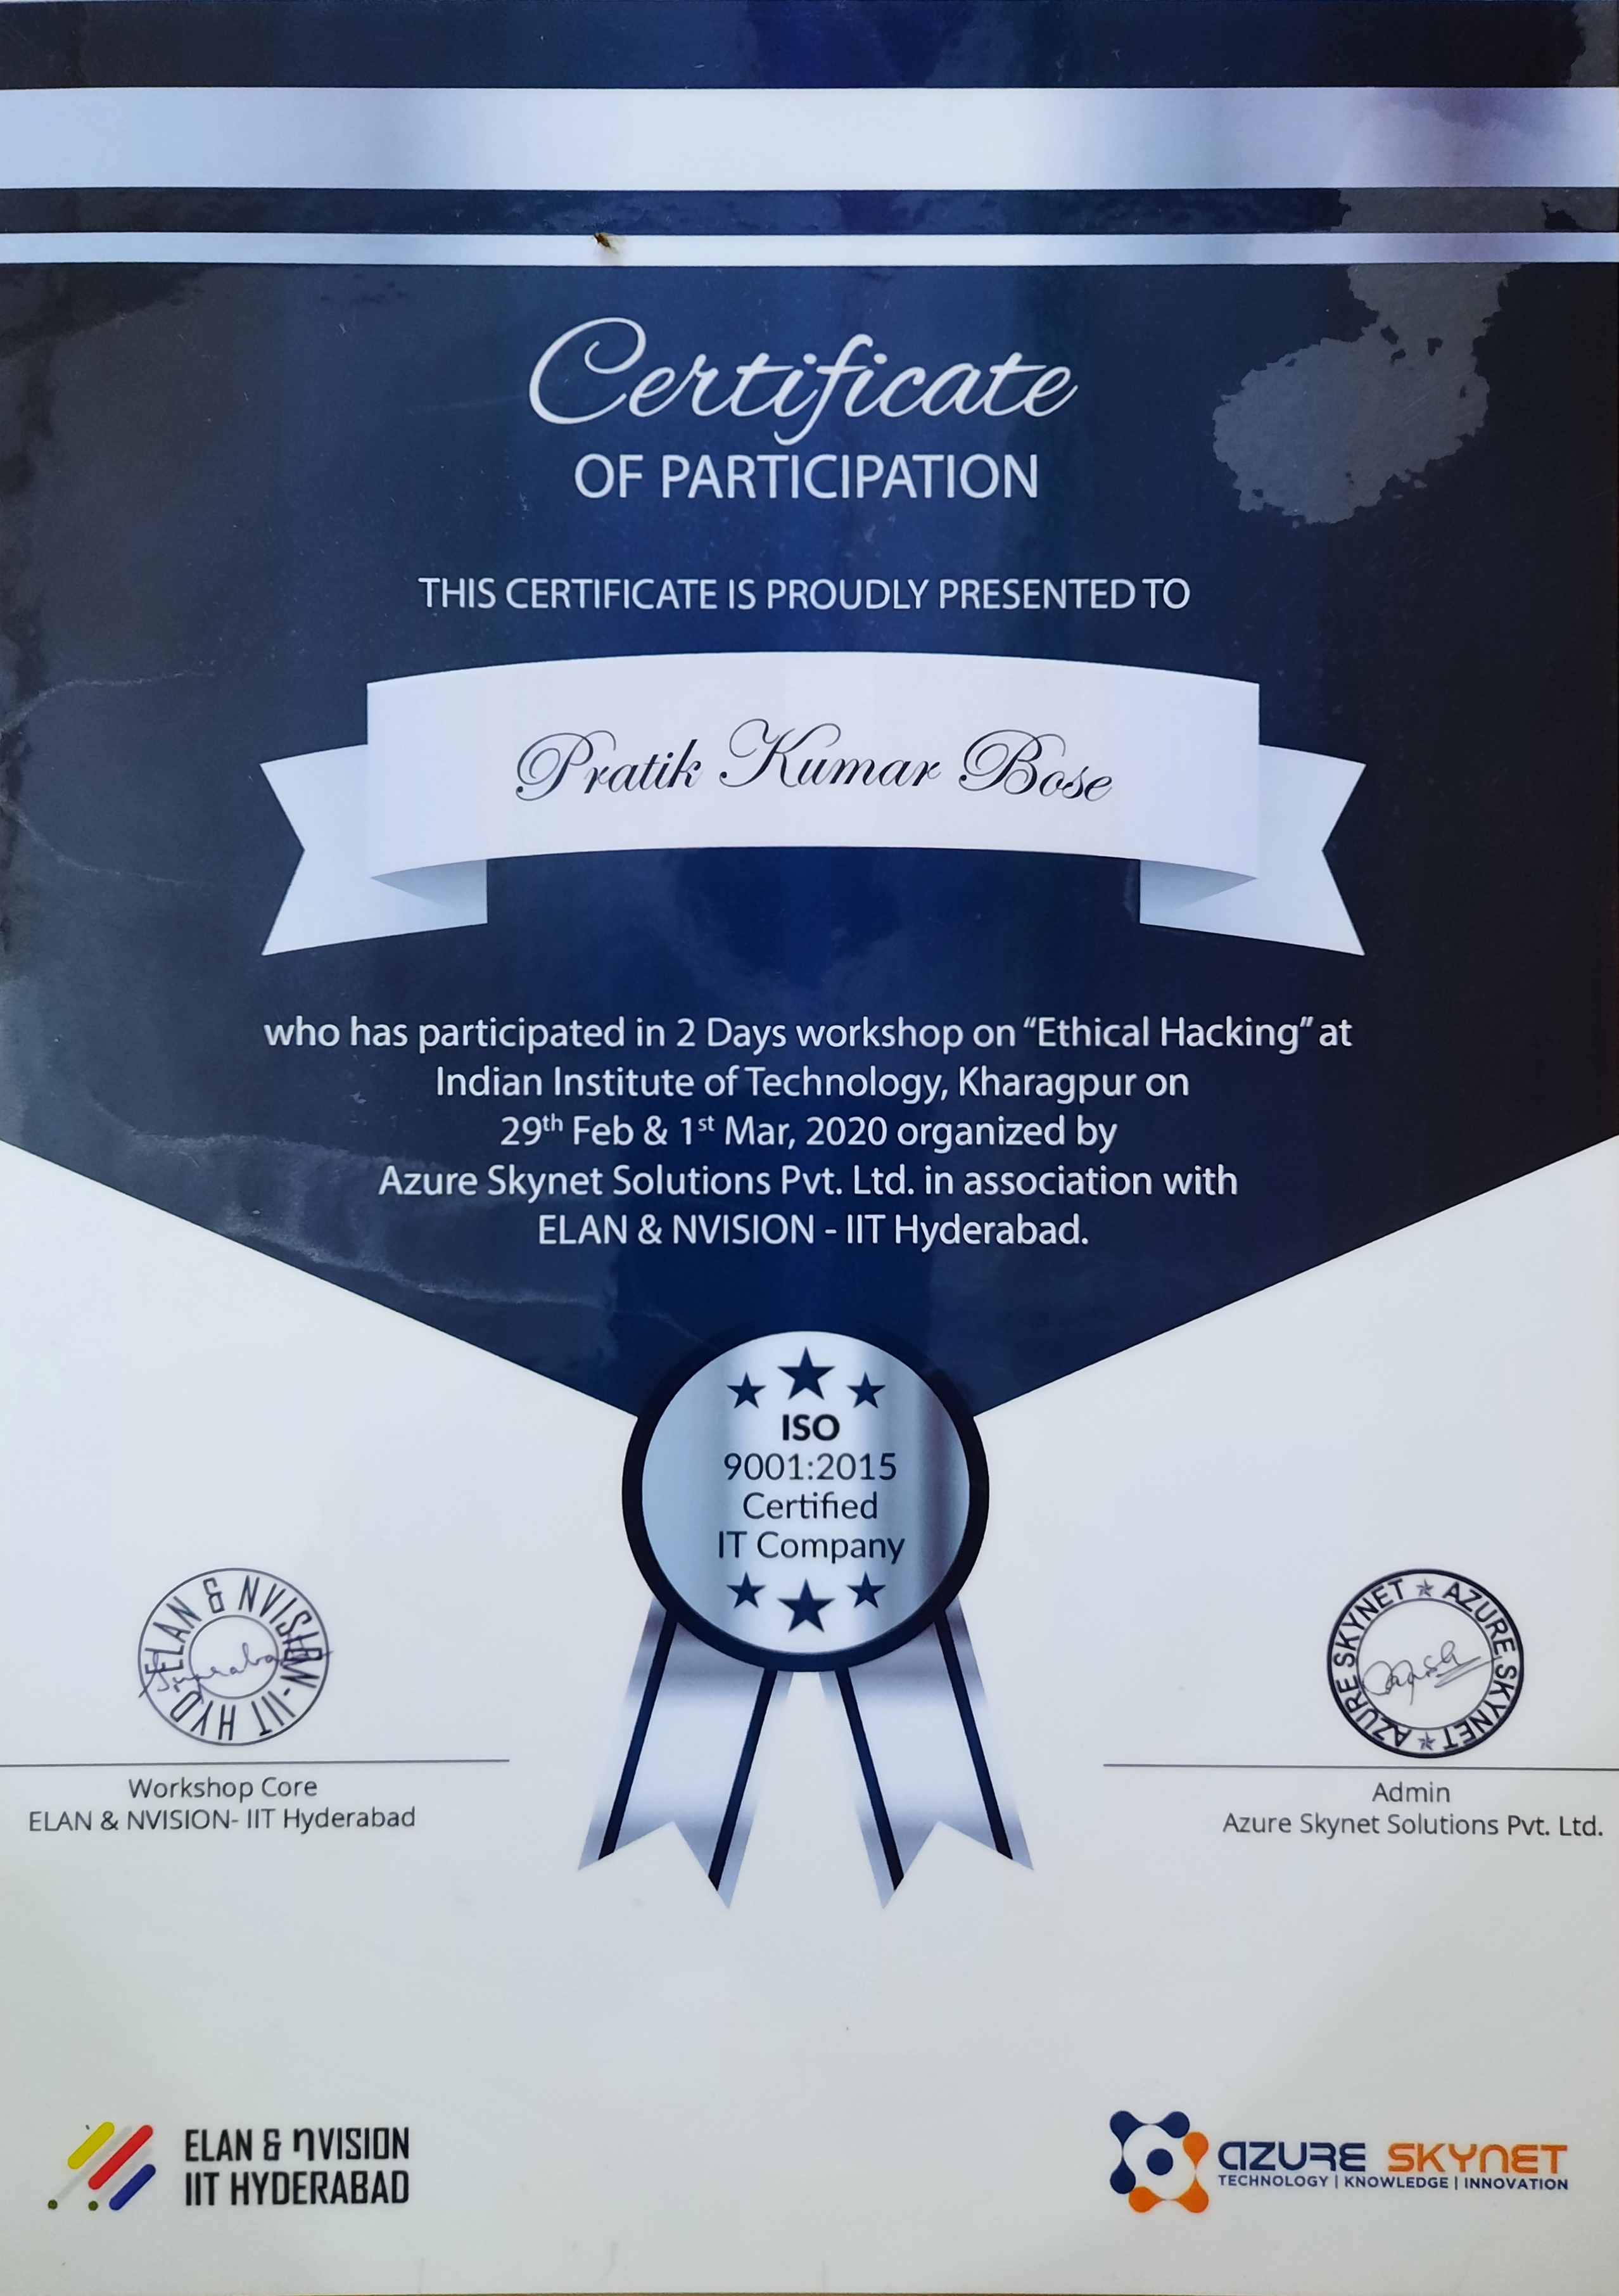 Certificate
OF PARTICIPATION
THIS CERTIFICATE IS PROUDLY PRESENTED TO
Pratik Kumar Bose
who has participated in 2 Days workshop on “Ethical Hacking” at
Indian Institute of Technology, Kharagpur on
29th Feb & 1st Mar, 2020 organized by
Azure Skynet Solutions Pvt. Ltd. in association with
ELAN & NVISION - IIT Hyderabad.
ISO
9001:2015
Certified
IT Company
ELAN & NVISION-IIT HYD
AZURE SKYNET ★ AZURE SKYNET ★ AZURE SKYNET ★
Workshop Core
ELAN & NVISION- IIT Hyderabad
Admin
Azure Skynet Solutions Pvt. Ltd.
ELAN & ηVISION
IIT HYDERABAD
AZURE SKYNET
TECHNOLOGY | KNOWLEDGE | INNOVATION